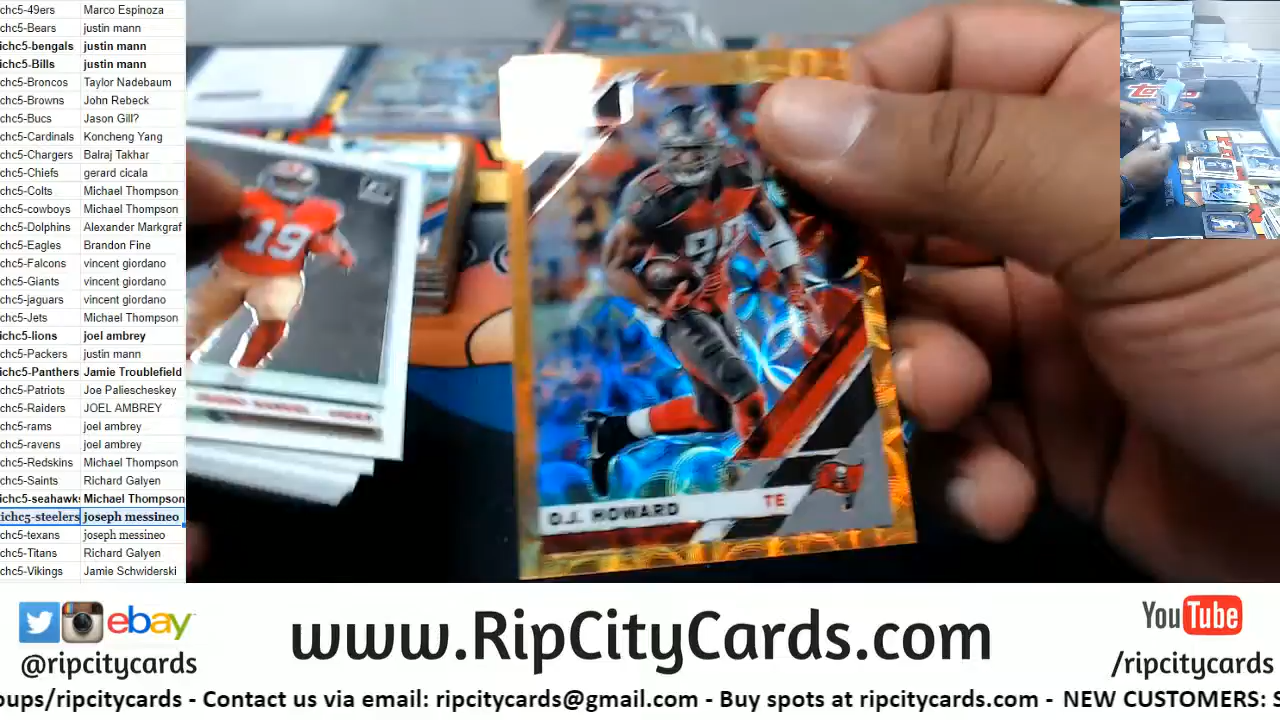 chc5-49ers Marco Espinoza
chc5-Bears justin mann
ichc5-bengals justin mann
ichc5-Bills justin mann
chc5-Broncos Taylor Nadebaum
chc5-Browns John Rebeck
chc5-Bucs Jason Gill?
chc5-Cardinals Koncheng Yang
chc5-Chargers Balraj Takhar
chc5-Chiefs gerard cicala
chc5-Colts Michael Thompson
chc5-cowboys Michael Thompson
chc5-Dolphins Alexander Markgraf
chc5-Eagles Brandon Fine
chc5-Falcons vincent giordano
chc5-Giants vincent giordano
chc5-jaguars vincent giordano
chc5-Jets Michael Thompson
ichc5-lions joel ambrey
chc5-Packers justin mann
ichc5-Panthers Jamie Troublefield
chc5-Patriots Joe Paliescheskey
chc5-Raiders JOEL AMBREY
chc5-rams joel ambrey
chc5-ravens joel ambrey
chc5-Redskins Michael Thompson
chc5-Saints Richard Galyen
ichc5-seahawks Michael Thompson
ichc5-steelers joseph messineo
chc5-texans joseph messineo
chc5-Titans Richard Galyen
chc5-Vikings Jamie Schwiderski
19
O.J. HOWARD TE
ebay
@ripcitycards
www.RipCityCards.com
YouTube
/ripcitycards
oups/ripcitycards - Contact us via email: ripcitycards@gmail.com - Buy spots at ripcitycards.com - NEW CUSTOMERS: S